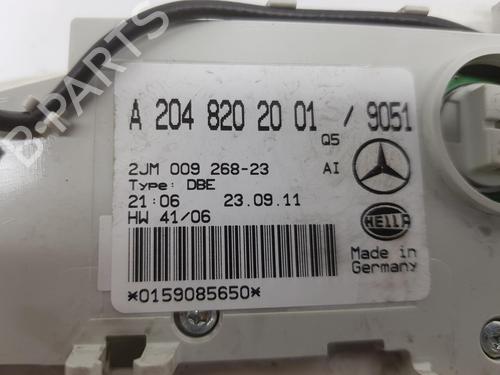 A 204 820 20 01 / 9051
Q5
2JM 009 268-23 AI
Type: DBE
21:06 23.09.11
HW 41/06
HELLA
Made in
Germany
*0159085650*
B-PARTS